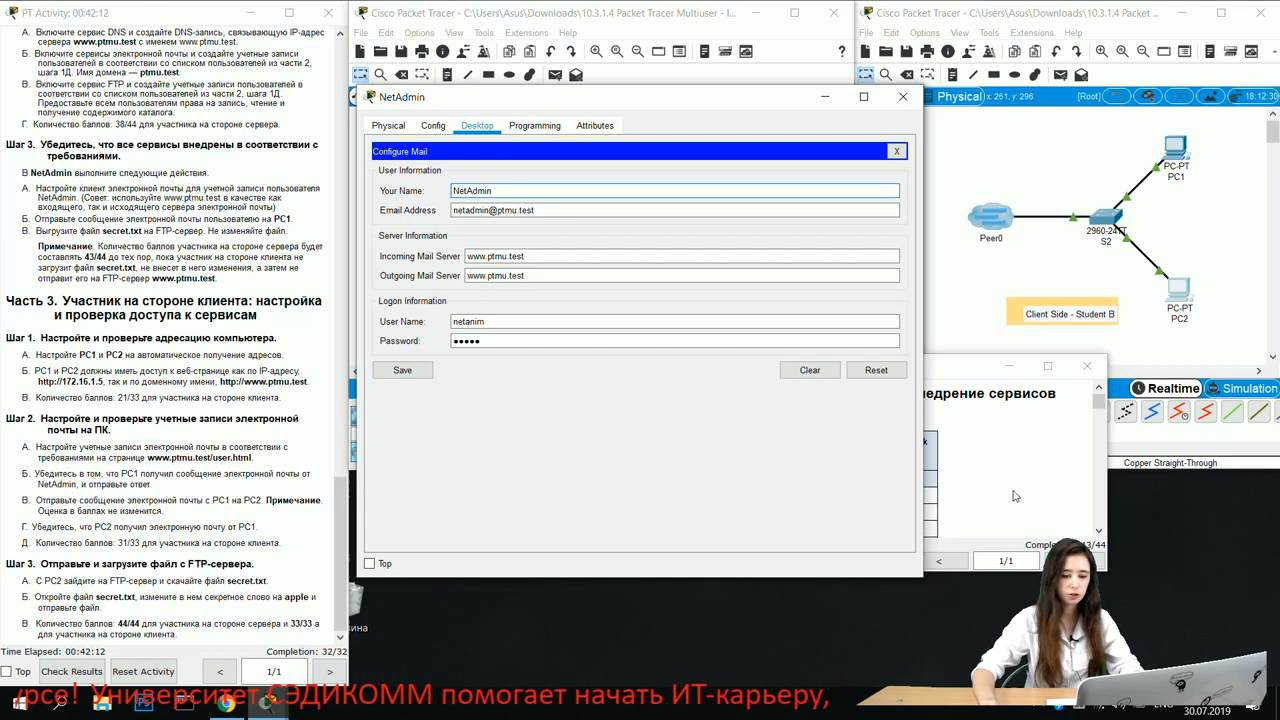 PT Activity: 00:42:12
А. Включите сервис DNS и создайте DNS-запись, связывающую IP-адрес
сервера www.ptmu.test с именем www.ptmu.test.
Б. Включите сервисы электронной почты и создайте учетные записи
пользователей в соответствии со списком пользователей из части 2,
шага 1Д. Имя домена — ptmu.test.
В. Включите сервис FTP и создайте учетные записи пользователей в
соответствии со списком пользователей из части 2, шага 1Д.
Предоставьте всем пользователям права на запись, чтение и
получение содержимого каталога.
Г. Количество баллов: 38/44 для участника на стороне сервера.
Шаг 3. Убедитесь, что все сервисы внедрены в соответствии с
требованиями.
В NetAdmin выполните следующие действия.
А. Настройте клиент электронной почты для учетной записи пользователя
NetAdmin. (Совет: используйте www.ptmu.test в качестве как
входящего, так и исходящего сервера электронной почты)
Б. Отправьте сообщение электронной почты пользователю на PC1.
В. Выгрузите файл secret.txt на FTP-сервер. Не изменяйте файл.
Примечание. Количество баллов участника на стороне сервера будет
составлять 43/44 до тех пор, пока участник на стороне клиента не
загрузит файл secret.txt, не внесет в него изменения, а затем не
отправит его на FTP-сервер www.ptmu.test.
Часть 3. Участник на стороне клиента: настройка
и проверка доступа к сервисам
Шаг 1. Настройте и проверьте адресацию компьютера.
А. Настройте PC1 и PC2 на автоматическое получение адресов.
Б. PC1 и PC2 должны иметь доступ к веб-странице как по IP-адресу,
http://172.16.1.5, так и по доменному имени, http://www.ptmu.test.
В. Количество баллов: 21/33 для участника на стороне клиента.
Шаг 2. Настройте и проверьте учетные записи электронной
почты на ПК.
А. Настройте учетные записи электронной почты в соответствии с
требованиями на странице www.ptmu.test/user.html.
Б. Убедитесь в том, что PC1 получил сообщение электронной почты от
NetAdmin, и отправьте ответ.
В. Отправьте сообщение электронной почты с PC1 на PC2. Примечание.
Оценка в баллах не изменится.
Г. Убедитесь, что PC2 получил электронную почту от PC1.
Д. Количество баллов: 31/33 для участника на стороне клиента.
Шаг 3. Отправьте и загрузите файл с FTP-сервера.
А. С PC2 зайдите на FTP-сервер и скачайте файл secret.txt.
Б. Откройте файл secret.txt, измените в нем секретное слово на apple и
отправьте файл.
В. Количество баллов: 44/44 для участника на стороне сервера и 33/33 а
для участника на стороне клиента.
Time Elapsed: 00:42:12 Completion: 32/32
Top Check Results Reset Activity < 1/1 >
Cisco Packet Tracer - C:\Users\Asus\Downloads\10.3.1.4 Packet Tracer Multiuser - I...
File Edit Options View Tools Extensions Help
NetAdmin
Physical Config Desktop Programming Attributes
Configure Mail X
User Information
Your Name: NetAdmin
Email Address netadmin@ptmu.test
Server Information
Incoming Mail Server www.ptmu.test
Outgoing Mail Server www.ptmu.test
Logon Information
User Name: netanim
Password: ●●●●●
Save Clear Reset
Top
Cisco Packet Tracer - C:\Users\Asus\Downloads\10.3.1.4 Packet...
File Edit Options View Tools Extensions Help
Physical x: 261, y: 296 [Root] 18:12:30
PC-PT
PC1
Peer0
2960-24TT
S2
PC-PT
PC2
Client Side - Student B
Realtime Simulation
Copper Straight-Through
недрение сервисов
< 1/1
рсе! Университет СЭДИКОММ помогает начать ИТ-карьеру,
30.07.2019